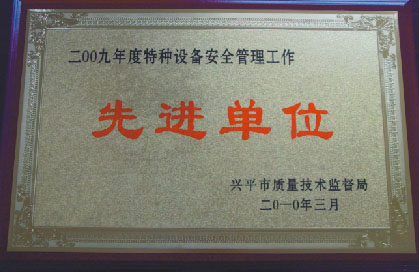 二00九年度特种设备安全管理工作
先进单位
兴平市质量技术监督局
二0一0年三月